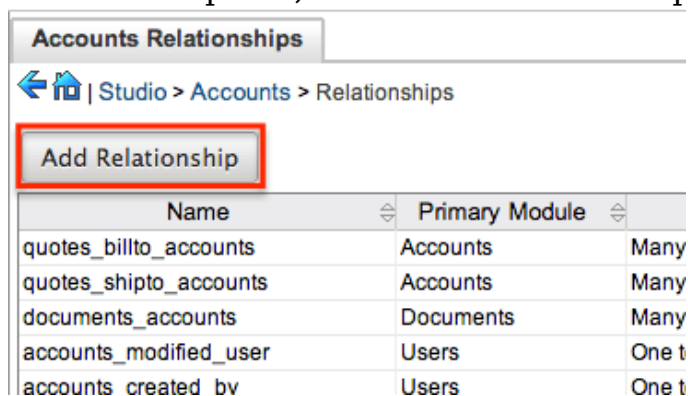 Accounts Relationships
| Studio > Accounts > Relationships
Add Relationship
Name Primary Module
quotes_billto_accounts Accounts Many
quotes_shipto_accounts Accounts Many
documents_accounts Documents Many
accounts_modified_user Users One
accounts_created_by Users One